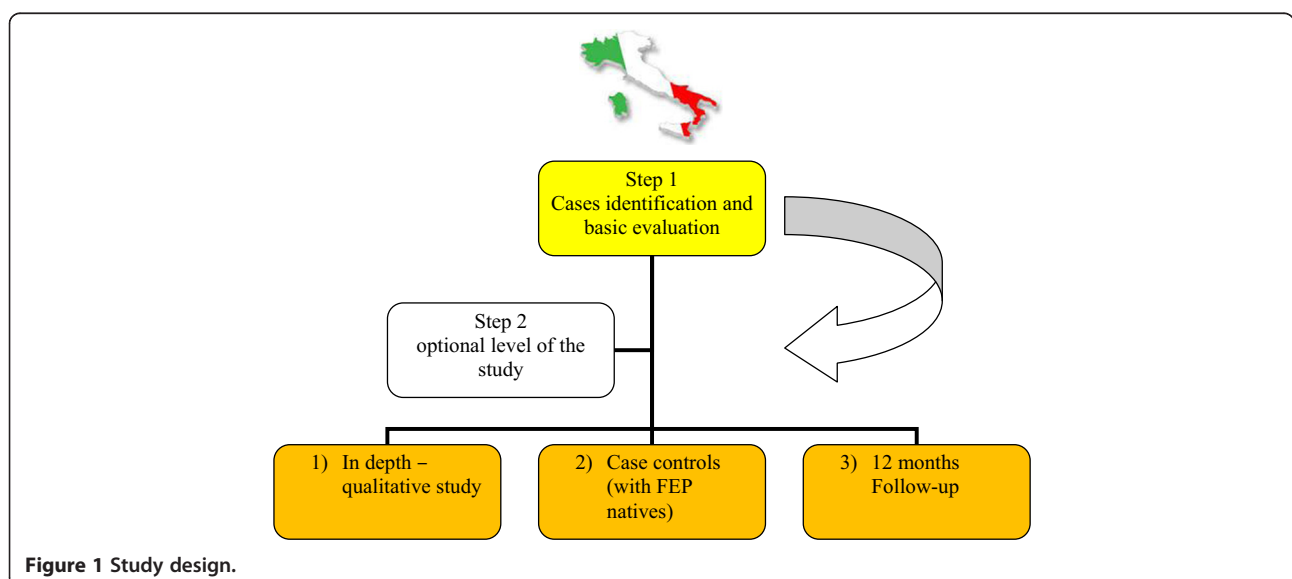 Step 1
Cases identification and
basic evaluation
Step 2
optional level of the
study
1) In depth –
qualitative study
2) Case controls
(with FEP
natives)
3) 12 months
Follow-up
Figure 1 Study design.